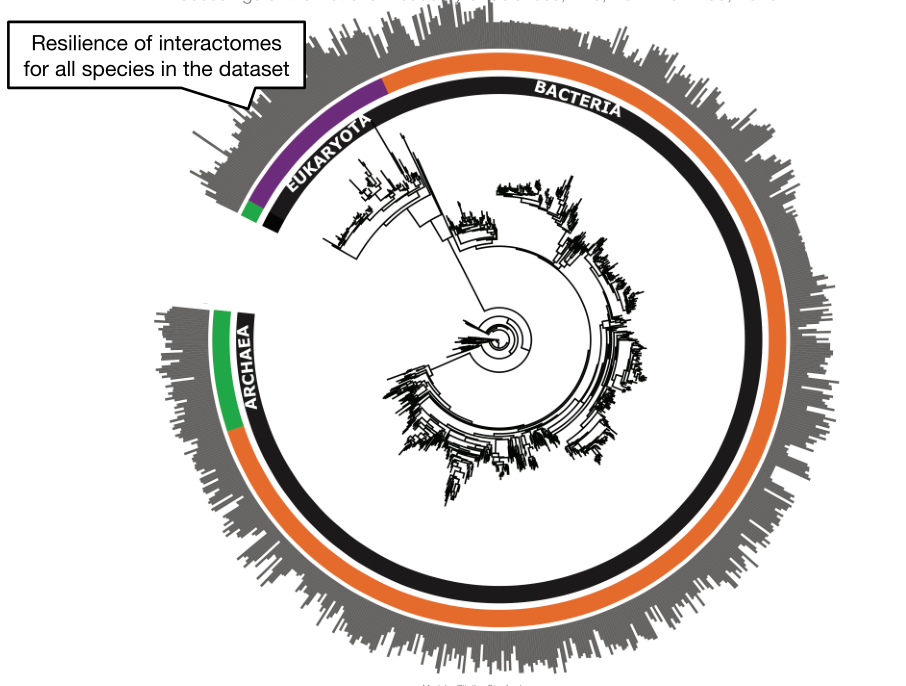 Resilience of interactomes
for all species in the dataset
BACTERIA
EUKARYOTA
ARCHAEA